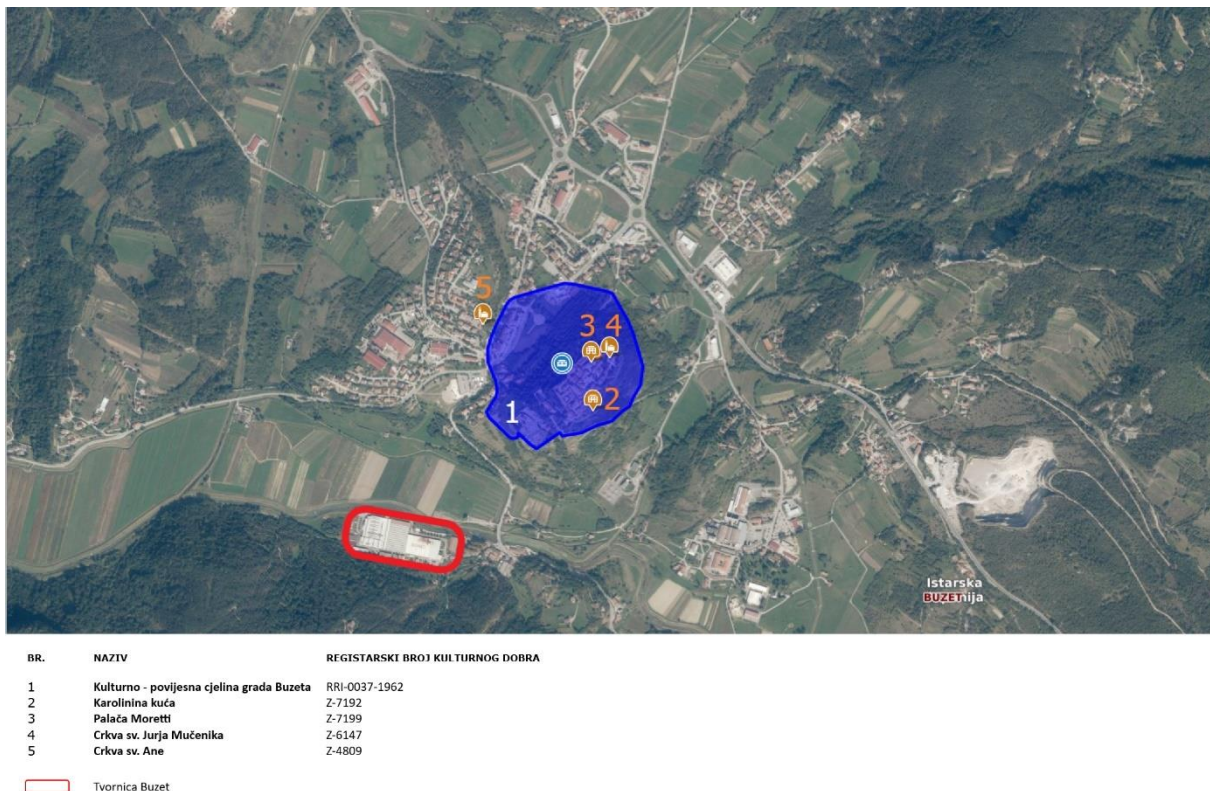 5
3 4
2
1
Istarska
BUZET nija
BR. NAZIV REGISTARSKI BROJ KULTURNOG DOBRA
1 Kulturno - povijesna cjelina grada Buzeta RRI-0037-1962
2 Karolinina kuća Z-7192
3 Palača Moretti Z-7199
4 Crkva sv. Jurja Mučenika Z-6147
5 Crkva sv. Ane Z-4809
Tvornica Buzet